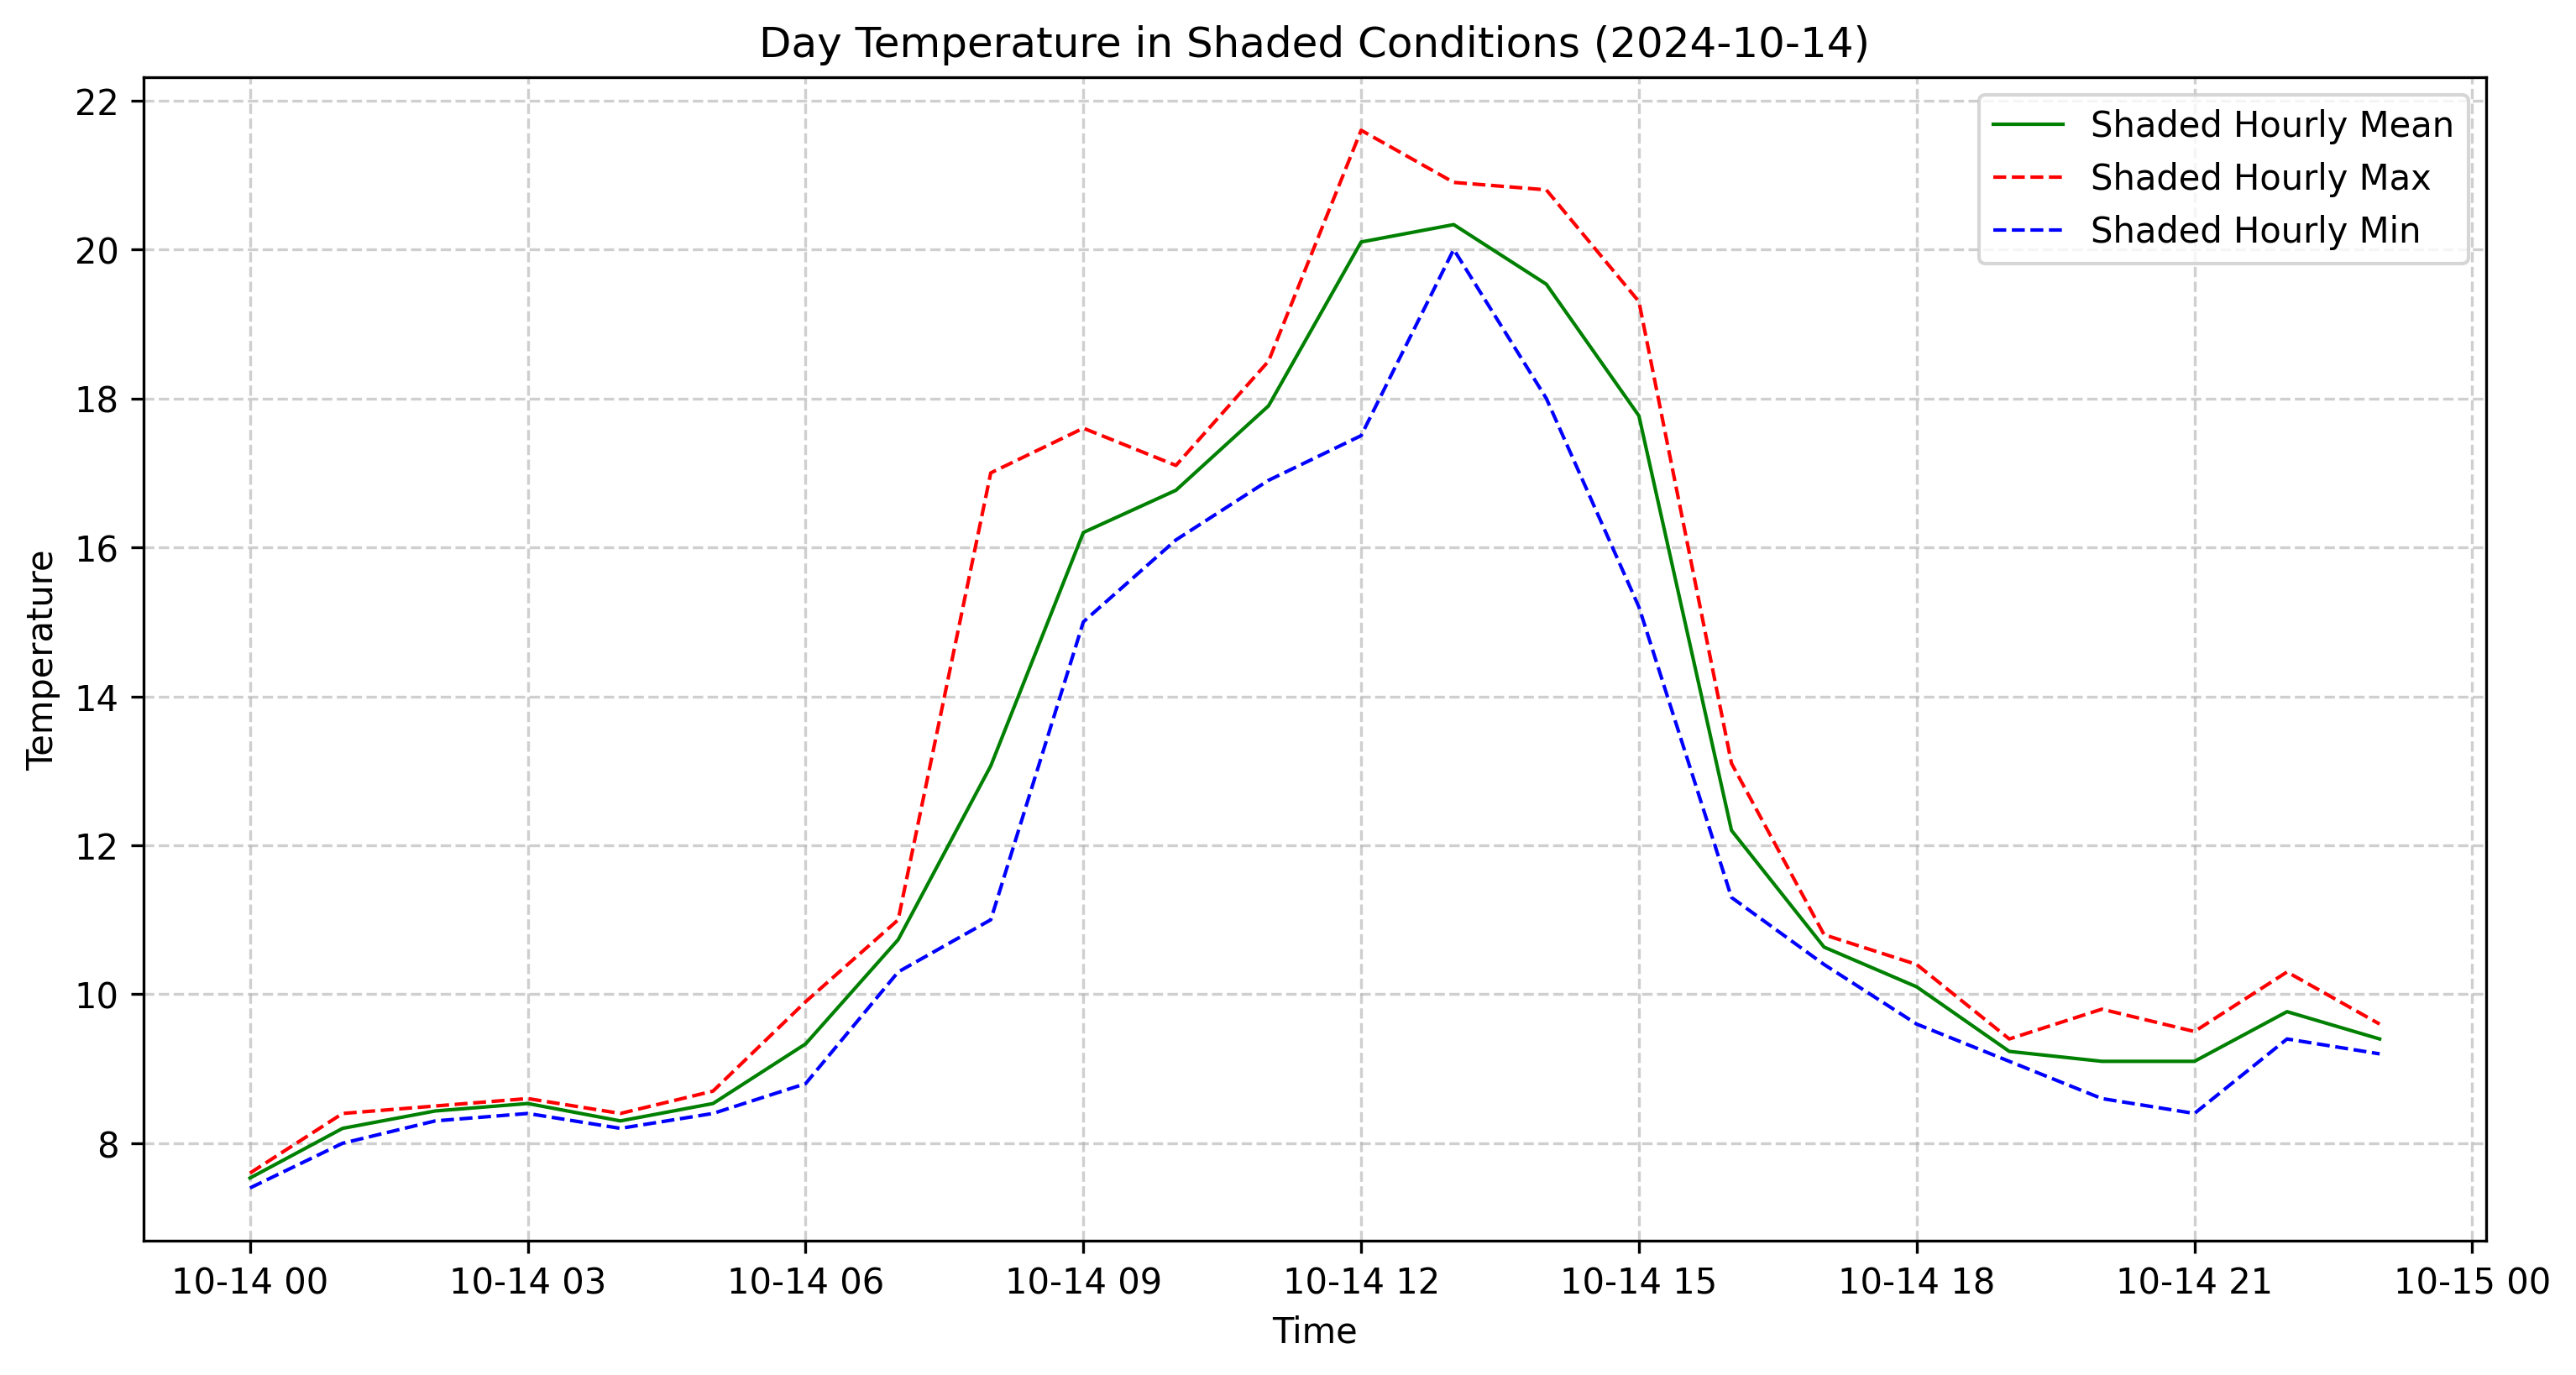 Day Temperature in Shaded Conditions (2024-10-14)
22
20
18
16
14
12
10
8
Temperature
Shaded Hourly Mean
Shaded Hourly Max
Shaded Hourly Min
10-14 00
10-14 03
10-14 06
10-14 09
10-14 12
10-14 15
10-14 18
10-14 21
10-15 00
Time